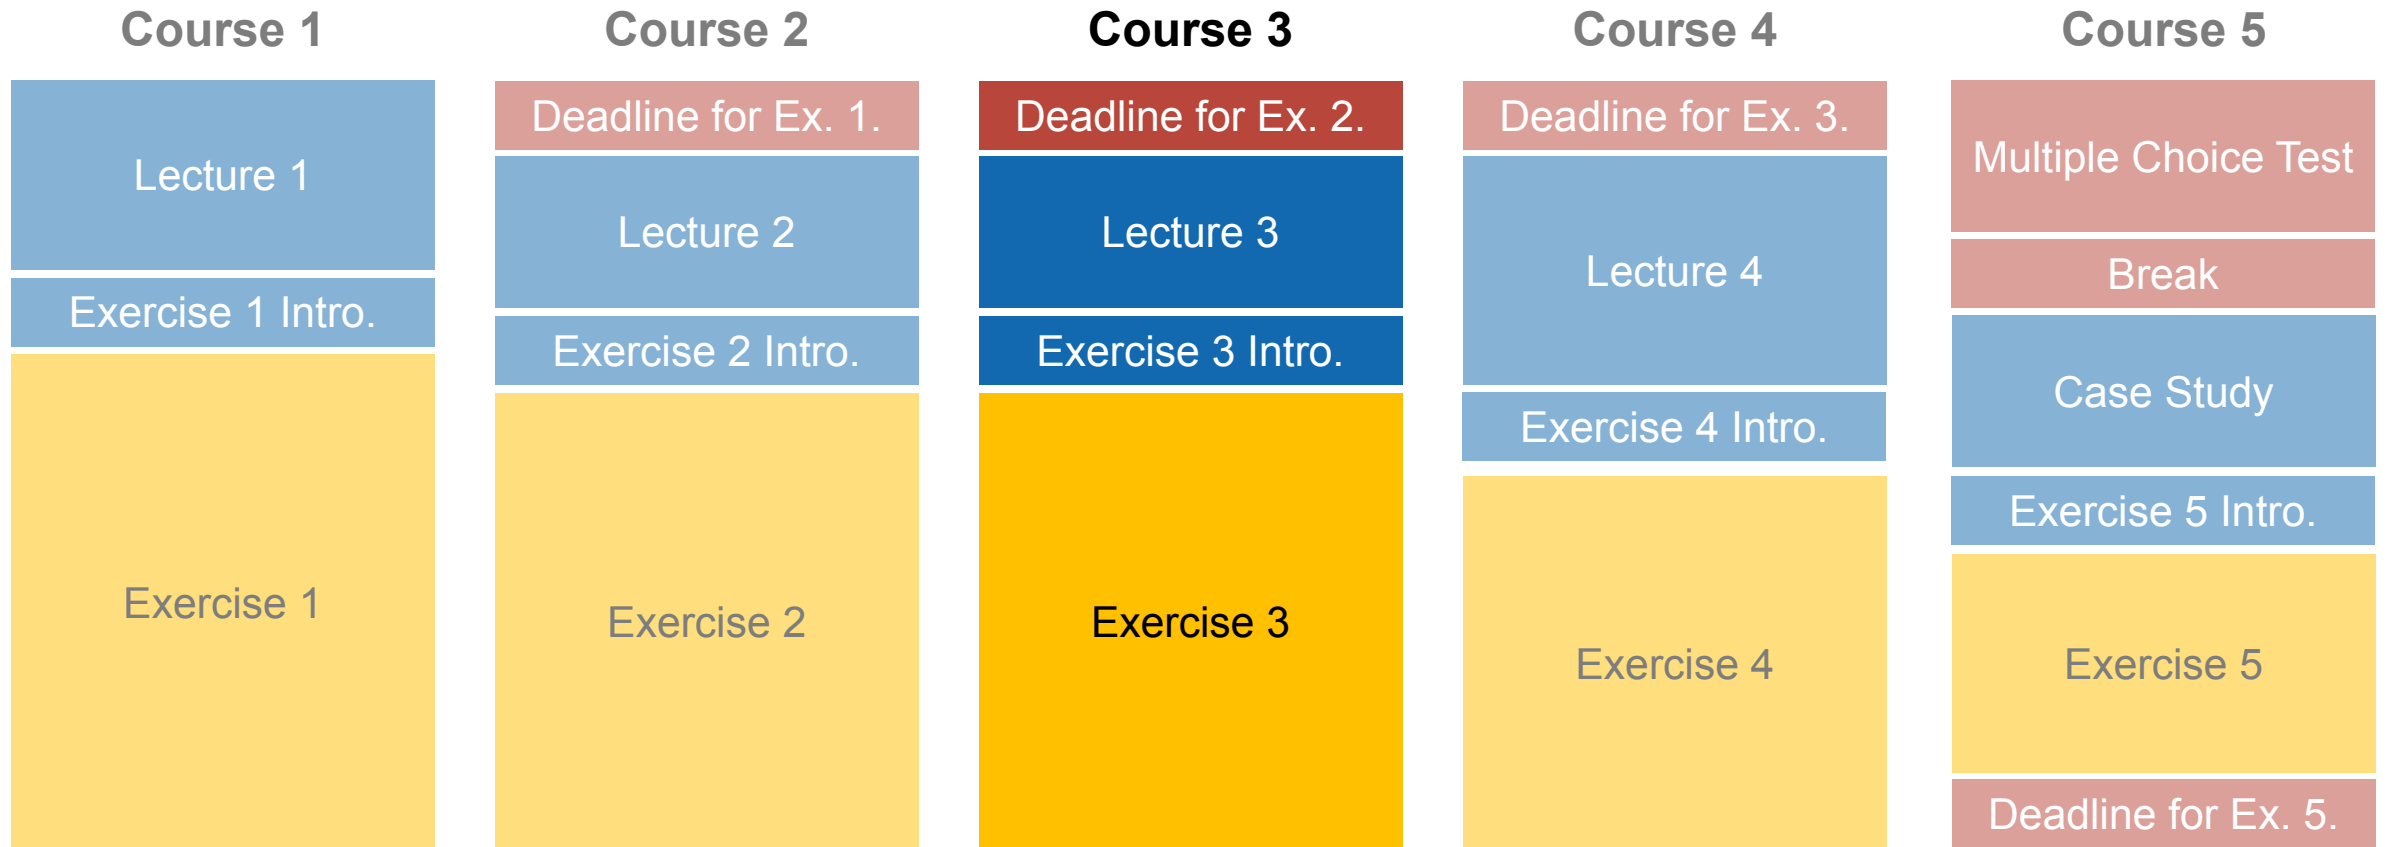 Course 1
Lecture 1
Exercise 1 Intro.
Exercise 1
Course 2
Deadline for Ex. 1.
Lecture 2
Exercise 2 Intro.
Exercise 2
Course 3
Deadline for Ex. 2.
Lecture 3
Exercise 3 Intro.
Exercise 3
Course 4
Deadline for Ex. 3.
Lecture 4
Exercise 4 Intro.
Exercise 4
Course 5
Multiple Choice Test
Break
Case Study
Exercise 5 Intro.
Exercise 5
Deadline for Ex. 5.